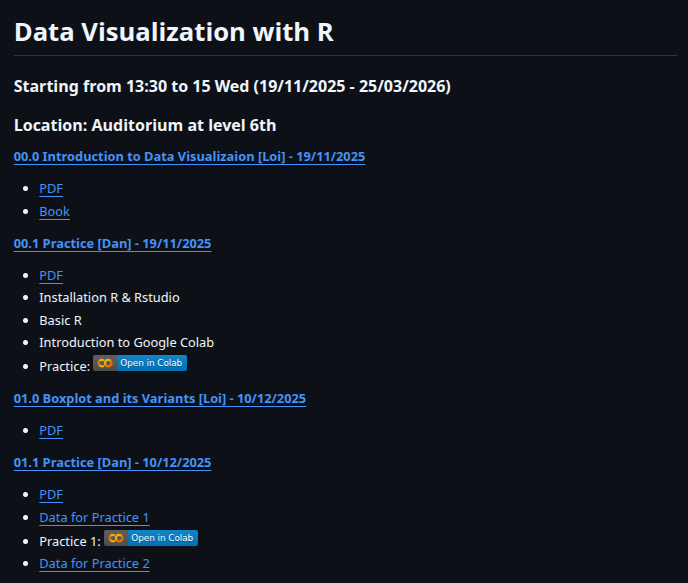 Data Visualization with R
Starting from 13:30 to 15 Wed (19/11/2025 - 25/03/2026)
Location: Auditorium at level 6th
00.0 Introduction to Data Visualizaion [Loi] - 19/11/2025
PDF
Book
00.1 Practice [Dan] - 19/11/2025
PDF
Installation R & Rstudio
Basic R
Introduction to Google Colab
Practice: Open in Colab
01.0 Boxplot and its Variants [Loi] - 10/12/2025
PDF
01.1 Practice [Dan] - 10/12/2025
PDF
Data for Practice 1
Practice 1: Open in Colab
Data for Practice 2